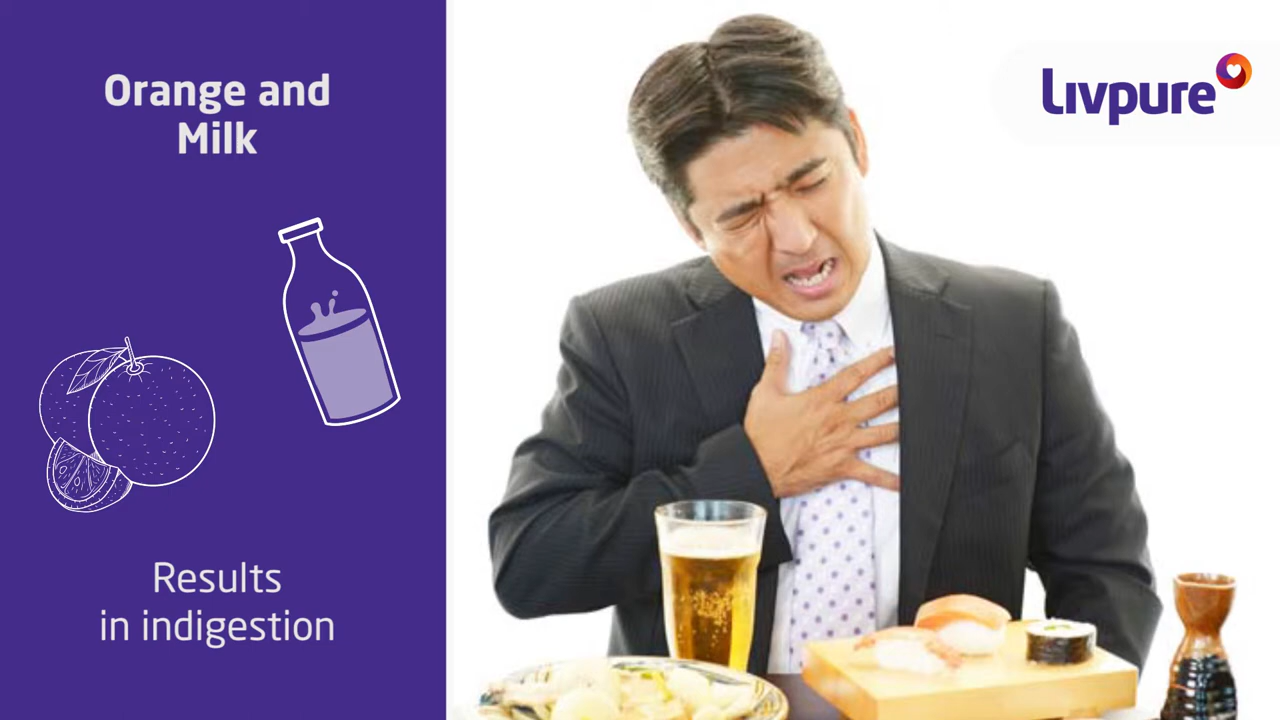 Orange and
Milk
Results
in indigestion
Livpure